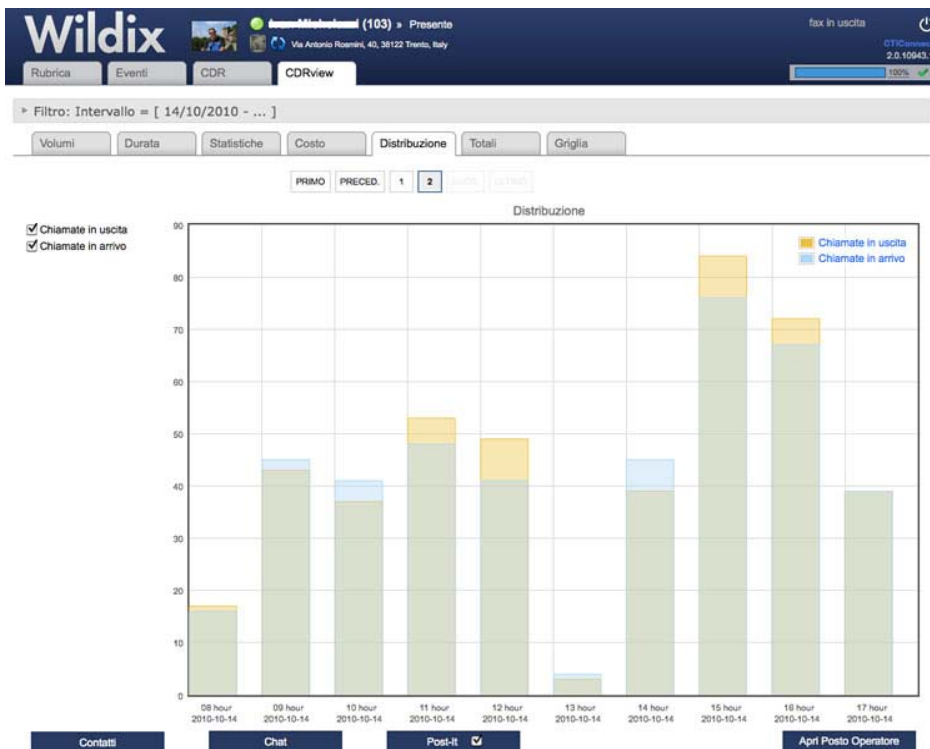 Wildix
(103) » Presente
Via Antonio Rosmini, 40, 38122 Trento, Italy
fax in uscita
2.0.10943.
100%
Rubrica
Eventi
CDR
CDRview
Filtro: Intervallo = [ 14/10/2010 - ... ]
Volumi
Durata
Statistiche
Costo
Distribuzione
Totali
Griglia
PRIMO
PRECED.
1
2
Distribuzione
Chiamate in uscita
Chiamate in arrivo
Chiamate in uscita
Chiamate in arrivo
90
80
70
60
50
40
30
20
10
0
08 hour
2010-10-14
09 hour
2010-10-14
10 hour
2010-10-14
11 hour
2010-10-14
12 hour
2010-10-14
13 hour
2010-10-14
14 hour
2010-10-14
15 hour
2010-10-14
16 hour
2010-10-14
17 hour
2010-10-14
Contatti
Chat
Post-It
Apri Posto Operatore